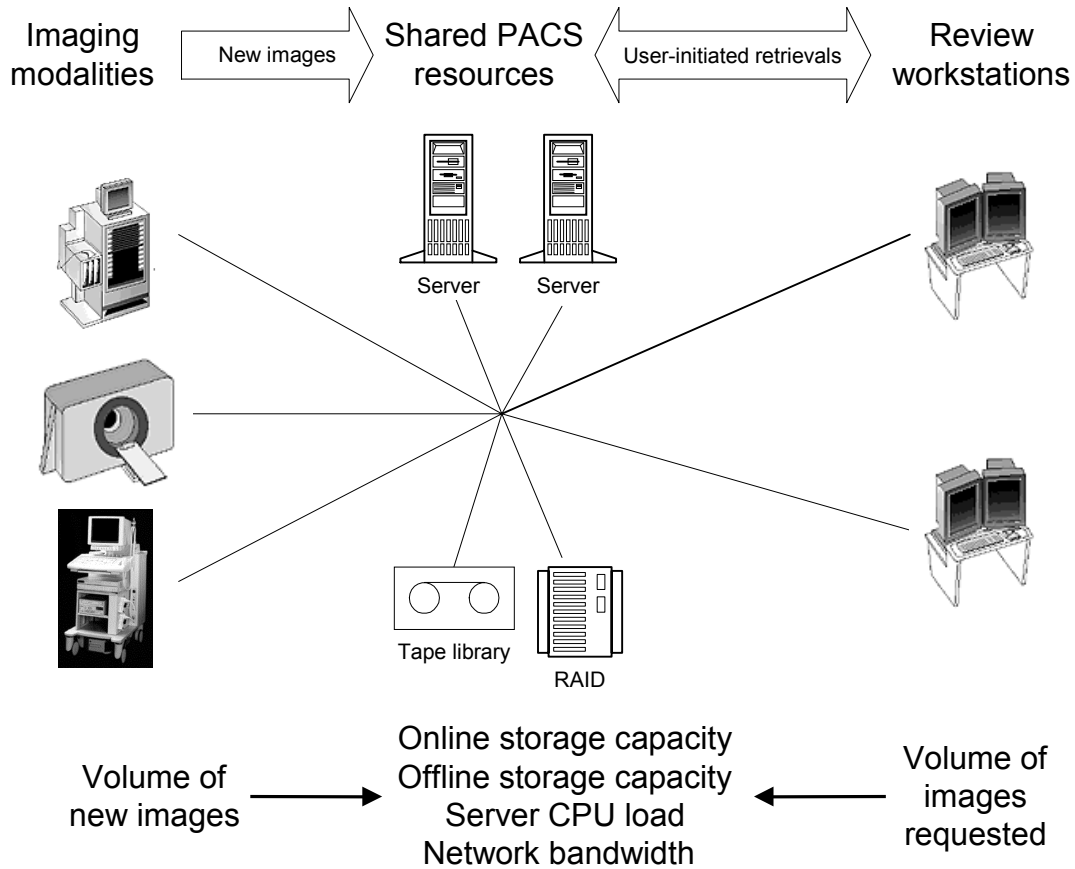 Imaging
modalities
New images
Shared PACS
resources
User-initiated retrievals
Review
workstations
Server
Server
Tape library
RAID
Volume of
new images
Online storage capacity
Offline storage capacity
Server CPU load
Network bandwidth
Volume of
images
requested